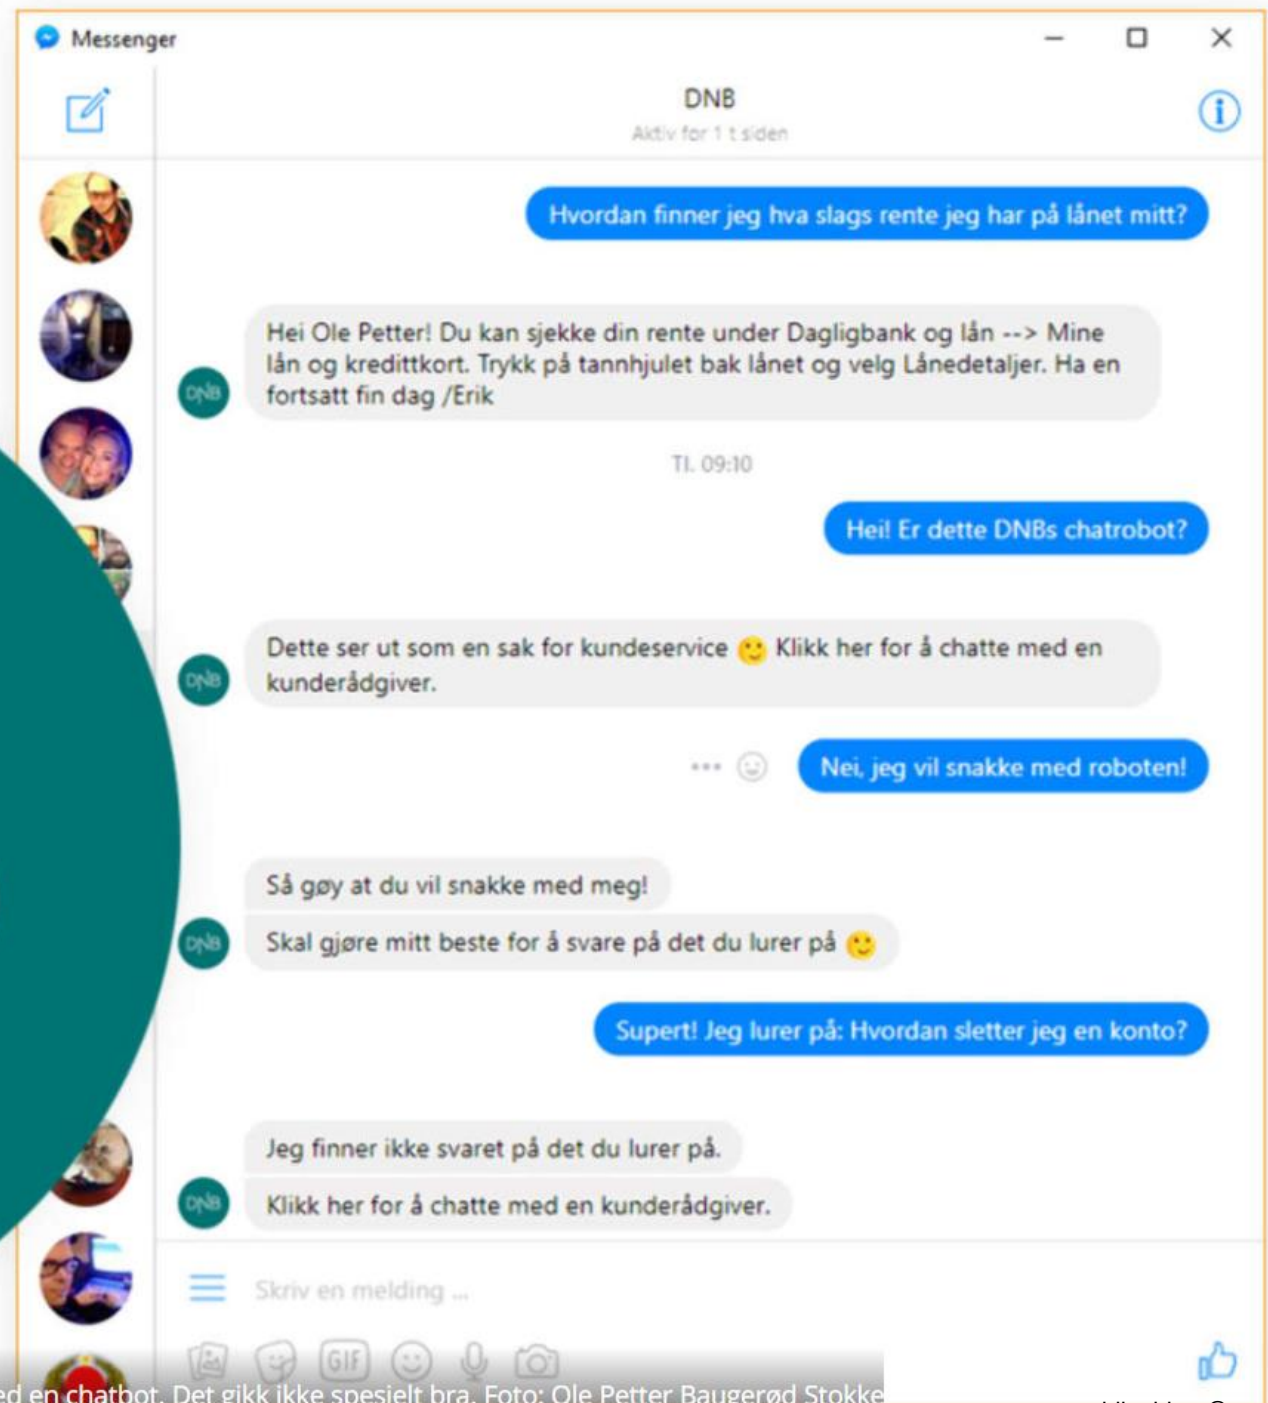 Messenger
DNB
Aktiv for 1 t siden
Hvordan finner jeg hva slags rente jeg har på lånet mitt?
Hei Ole Petter! Du kan sjekke din rente under Dagligbank og lån --> Mine
lån og kredittkort. Trykk på tannhjulet bak lånet og velg Lånedetaljer. Ha en
fortsatt fin dag /Erik
DNB
TI. 09:10
Hei! Er dette DNBs chatrobot?
Dette ser ut som en sak for kundeservice 🙂 Klikk her for å chatte med en
kunderådgiver.
DNB
Nei, jeg vil snakke med roboten!
Så gøy at du vil snakke med meg!
Skal gjøre mitt beste for å svare på det du lurer på 🙂
DNB
Supert! Jeg lurer på: Hvordan sletter jeg en konto?
Jeg finner ikke svaret på det du lurer på.
Klikk her for å chatte med en kunderådgiver.
DNB
Skriv en melding ...
GIF
en chatbot. Det gikk ikke spesielt bra. Foto: Ole Petter Baugerød Stokke